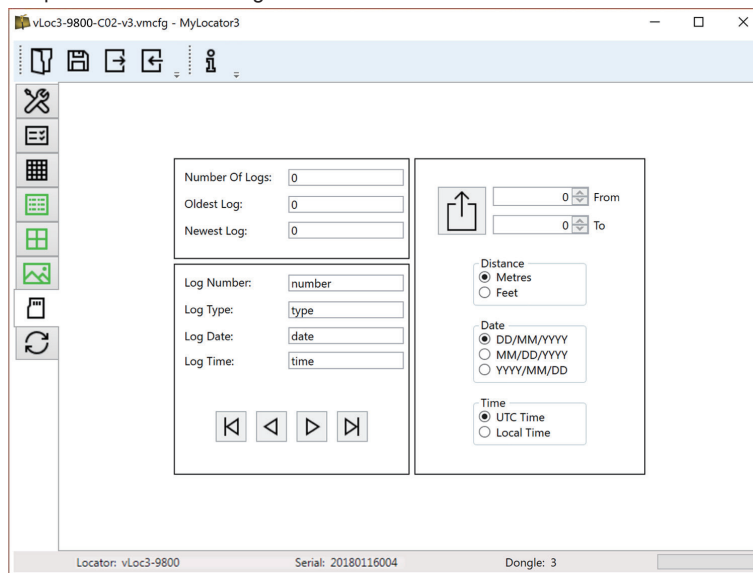 vLoc3-9800-C02-v3.vmcfg - MyLocator3
Number Of Logs: 0
Oldest Log: 0
Newest Log: 0
Log Number: number
Log Type: type
Log Date: date
Log Time: time
0 From
0 To
Distance
Metres
Feet
Date
DD/MM/YYYY
MM/DD/YYYY
YYYY/MM/DD
Time
UTC Time
Local Time
Locator: vLoc3-9800 Serial: 20180116004 Dongle: 3